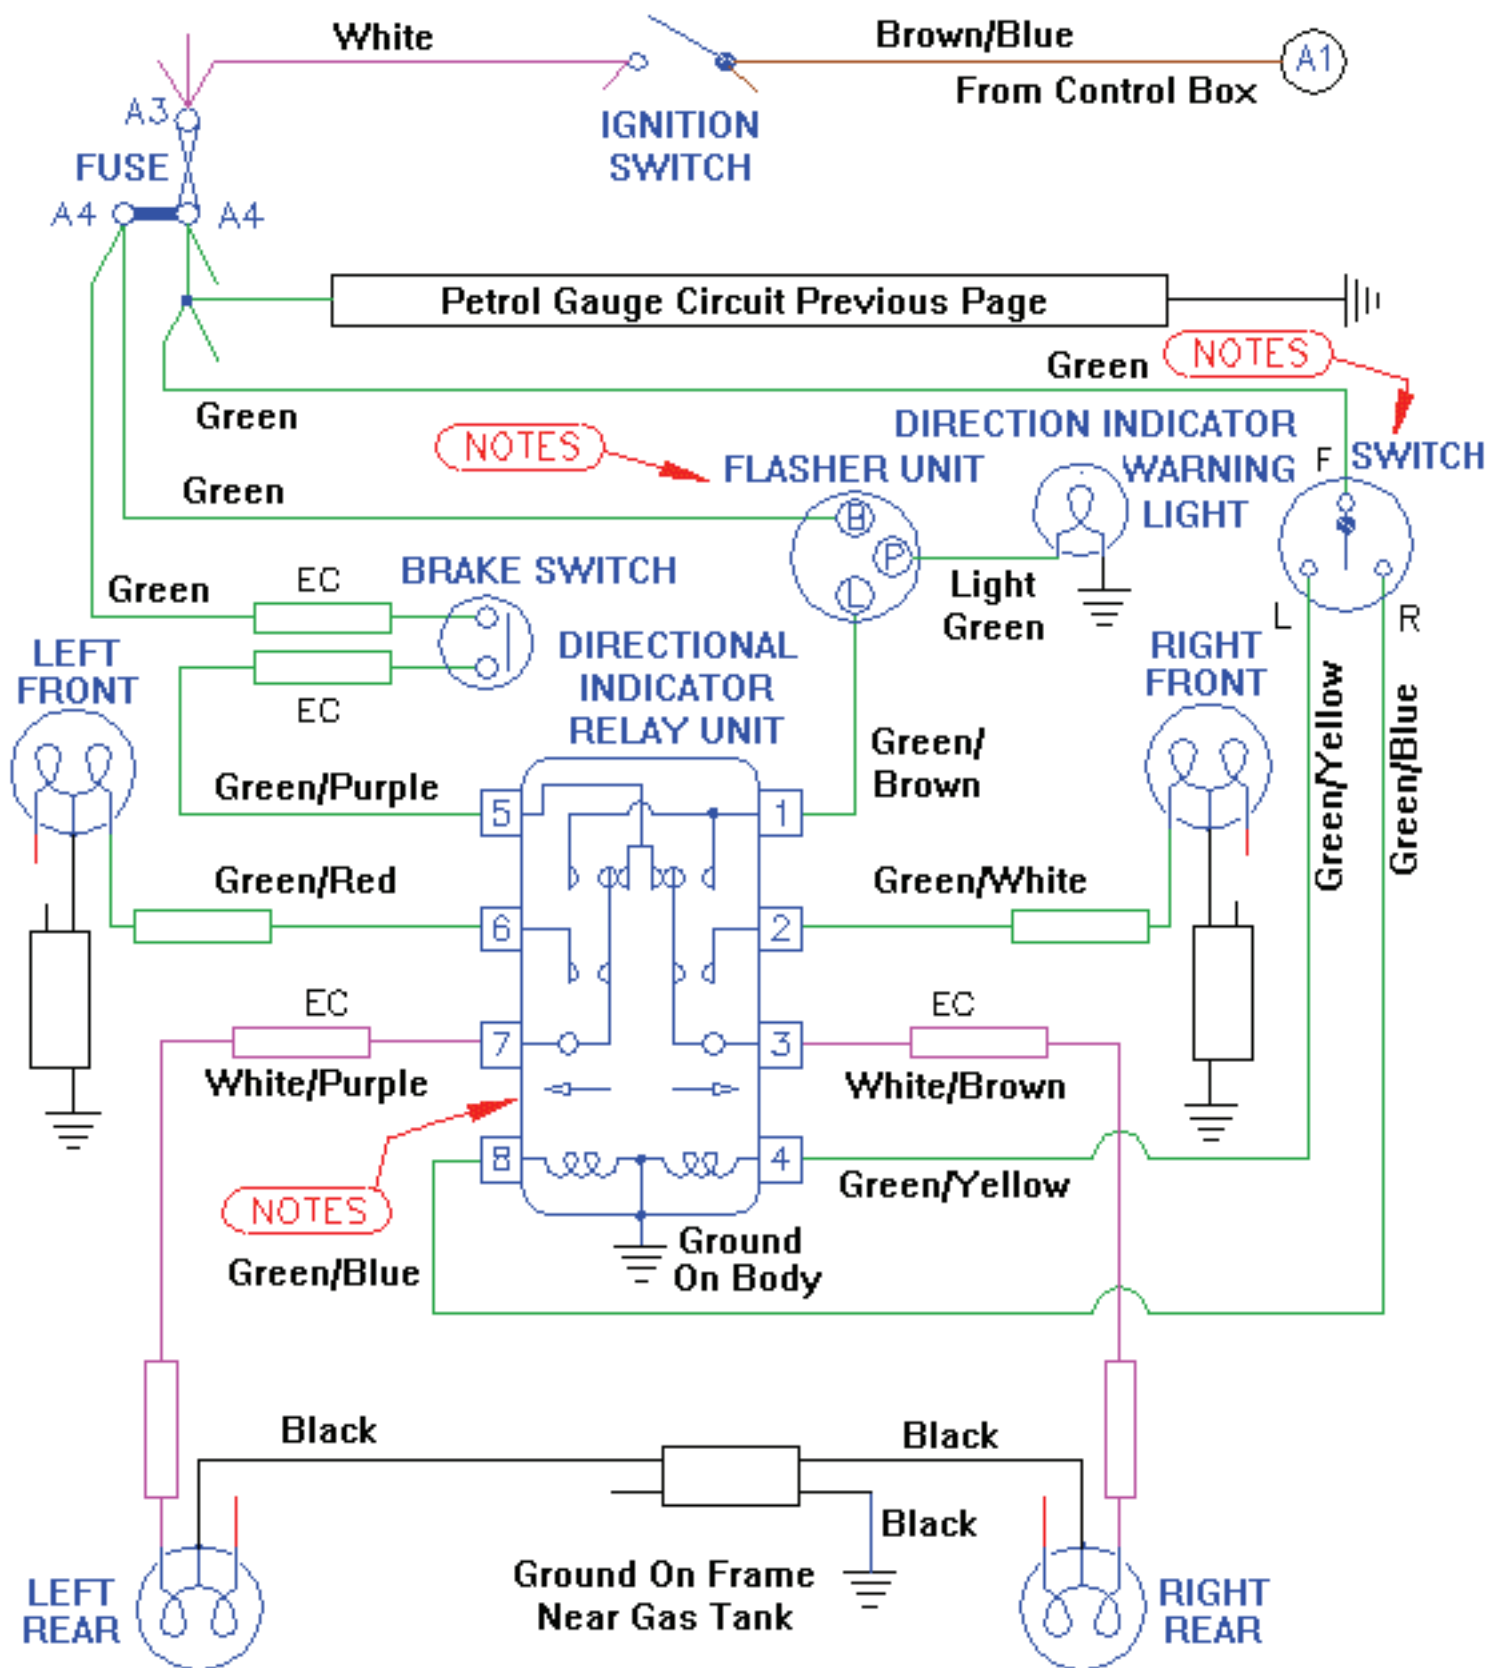 White
Brown/Blue
A1
From Control Box
A3
IGNITION
SWITCH
FUSE
A4
A4
Petrol Gauge Circuit Previous Page
Green
NOTES
Green
DIRECTION INDICATOR
WARNING
LIGHT
NOTES
FLASHER UNIT
F
SWITCH
Green
B
P
L
Light
Green
BRAKE SWITCH
Green
EC
EC
L
R
LEFT
FRONT
DIRECTIONAL
INDICATOR
RELAY UNIT
RIGHT
FRONT
Green/Yellow
Green/Blue
Green/
Brown
Green/Purple
5
1
Green/Red
Green/White
6
2
EC
EC
7
3
White/Purple
White/Brown
8
4
Green/Yellow
NOTES
Ground
On Body
Green/Blue
Black
Black
Black
Ground On Frame
Near Gas Tank
LEFT
REAR
RIGHT
REAR